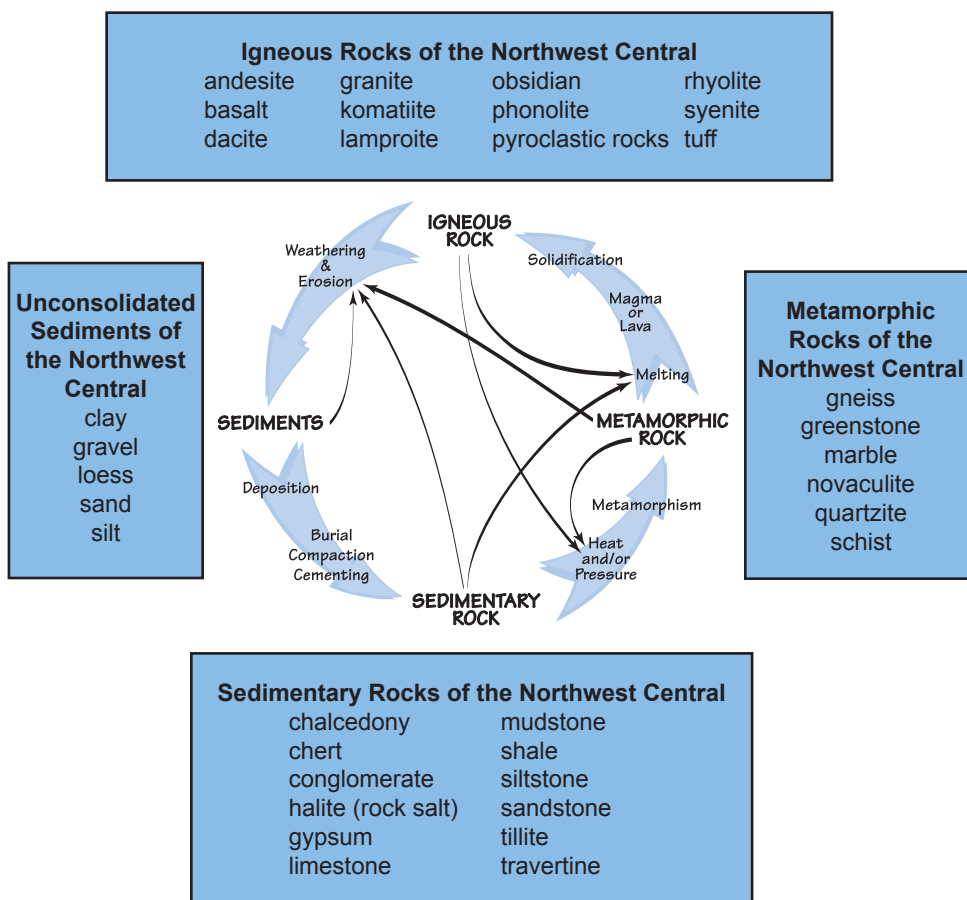 Igneous Rocks of the Northwest Central
andesite granite obsidian rhyolite
basalt komatiite phonolite syenite
dacite lamproite pyroclastic rocks tuff
IGNEOUS
ROCK
Weathering
&
Erosion
Solidification
Magma
or
Lava
Melting
Unconsolidated
Sediments of
the Northwest
Central
clay
gravel
loess
sand
silt
SEDIMENTS
METAMORPHIC
ROCK
Metamorphic
Rocks of the
Northwest Central
gneiss
greenstone
marble
novaculite
quartzite
schist
Deposition
Burial
Compaction
Cementing
Metamorphism
Heat
and/or
Pressure
SEDIMENTARY
ROCK
Sedimentary Rocks of the Northwest Central
chalcedony mudstone
chert shale
conglomerate siltstone
halite (rock salt) sandstone
gypsum tillite
limestone travertine